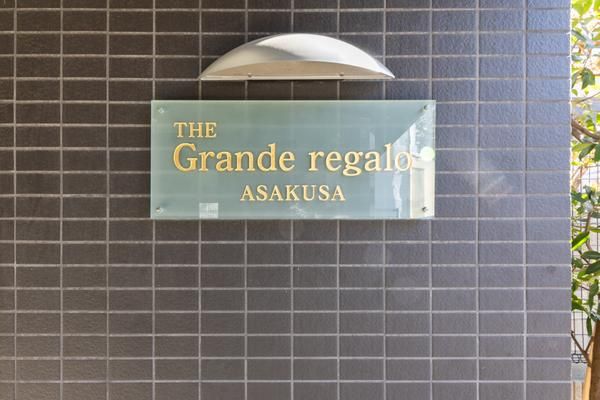 THE
Grande regalo
ASAKUSA